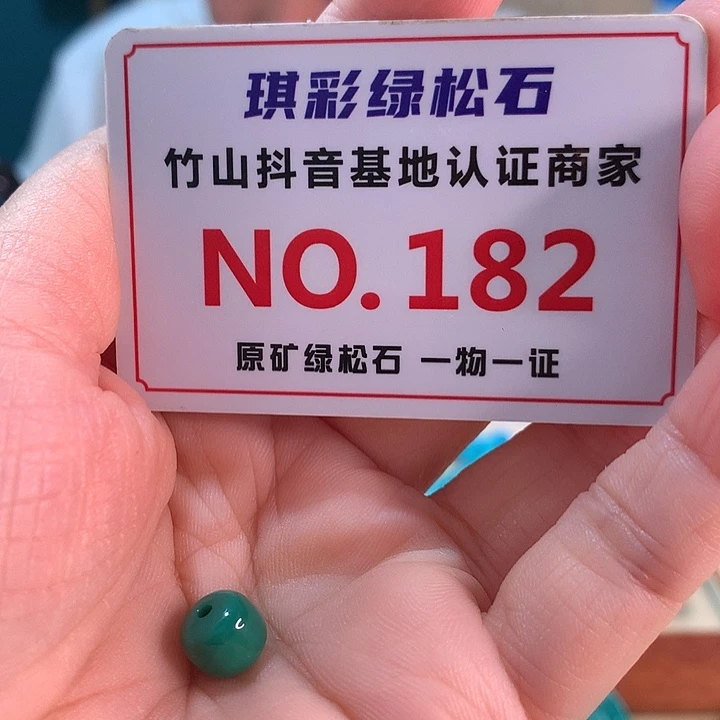 琪彩绿松石
竹山抖音基地认证商家
NO.182
原矿绿松石 一物一证